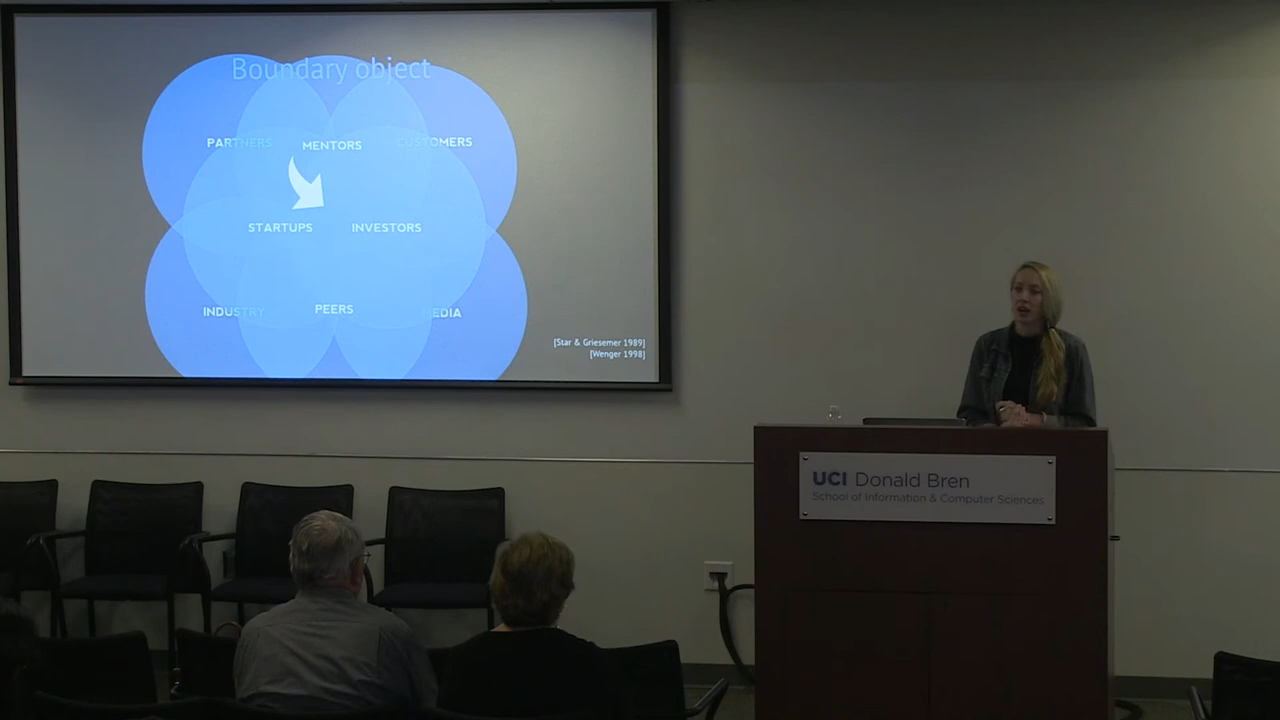 Boundary object
PARTNERS MENTORS CUSTOMERS
STARTUPS INVESTORS
INDUSTRY PEERS MEDIA
[Star & Griesemer 1989]
[Wenger 1998]
UCI Donald Bren
School of Information & Computer Sciences